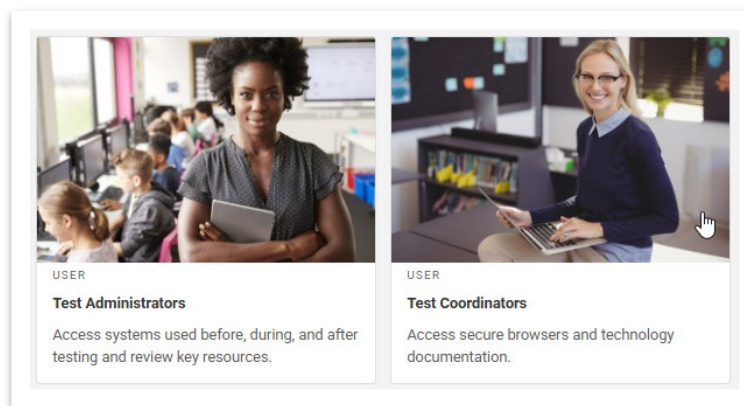 USER
Test Administrators
Access systems used before, during, and after
testing and review key resources.
USER
Test Coordinators
Access secure browsers and technology
documentation.